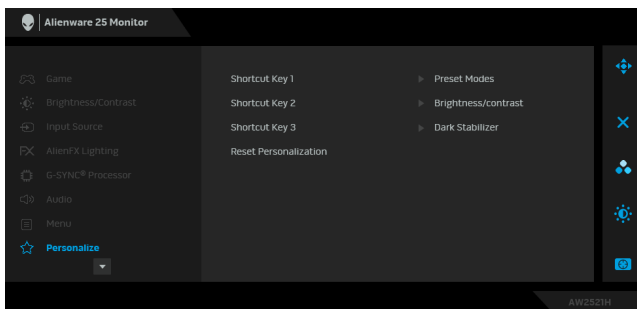 Alienware 25 Monitor
Game
Brightness/Contrast
Input Source
AlienFX Lighting
G-SYNC® Processor
Audio
Menu
Personalize
Shortcut Key 1 Preset Modes
Shortcut Key 2 Brightness/contrast
Shortcut Key 3 Dark Stabilizer
Reset Personalization
AW2521H